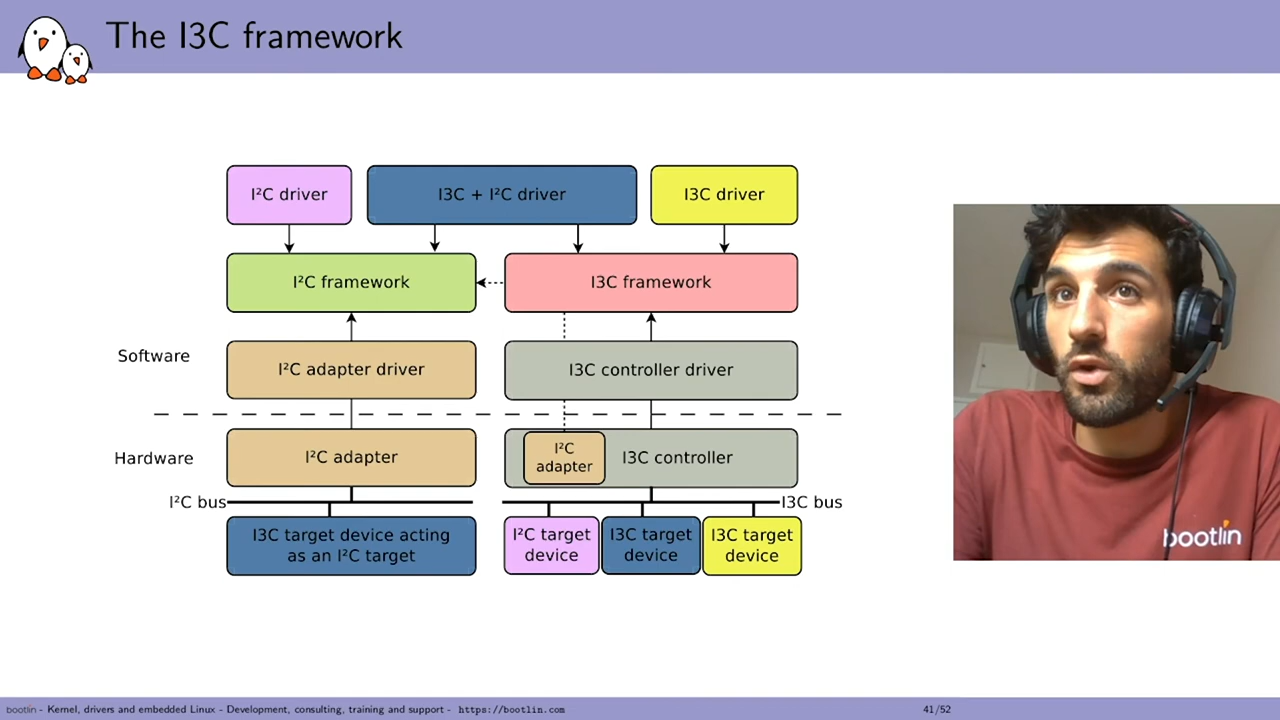 The I3C framework
I²C driver
I3C + I²C driver
I3C driver
I²C framework
I3C framework
Software
I²C adapter driver
I3C controller driver
Hardware
I²C adapter
I²C
adapter
I3C controller
I²C bus
I3C bus
I3C target device acting
as an I²C target
I²C target
device
I3C target
device
I3C target
device
bootlin
bootlin - Kernel, drivers and embedded Linux - Development, consulting, training and support - https://bootlin.com
41/52